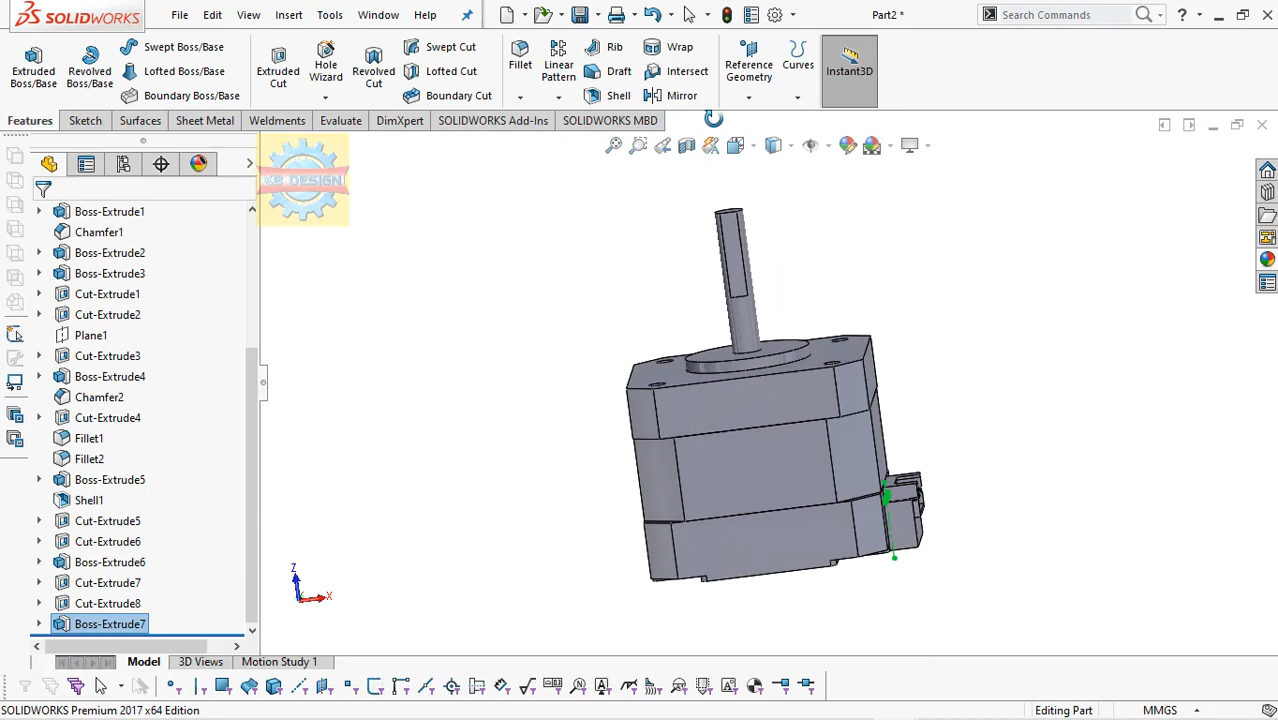 SOLIDWORKS File Edit View Insert Tools Window Help Part2 * Search Commands ?
Extruded Boss/Base Revolved Boss/Base Swept Boss/Base Lofted Boss/Base Boundary Boss/Base Extruded Cut Hole Wizard Revolved Cut Swept Cut Lofted Cut Boundary Cut Fillet Linear Pattern Rib Draft Shell Wrap Intersect Mirror Reference Geometry Curves Instant3D
Features Sketch Surfaces Sheet Metal Weldments Evaluate DimXpert SOLIDWORKS Add-Ins SOLIDWORKS MBD
KB DESIGN
Boss-Extrude1
Chamfer1
Boss-Extrude2
Boss-Extrude3
Cut-Extrude1
Cut-Extrude2
Plane1
Cut-Extrude3
Boss-Extrude4
Chamfer2
Cut-Extrude4
Fillet1
Fillet2
Boss-Extrude5
Shell1
Cut-Extrude5
Cut-Extrude6
Boss-Extrude6
Cut-Extrude7
Cut-Extrude8
Boss-Extrude7
Z
X
Model 3D Views Motion Study 1
SOLIDWORKS Premium 2017 x64 Edition Editing Part MMGS